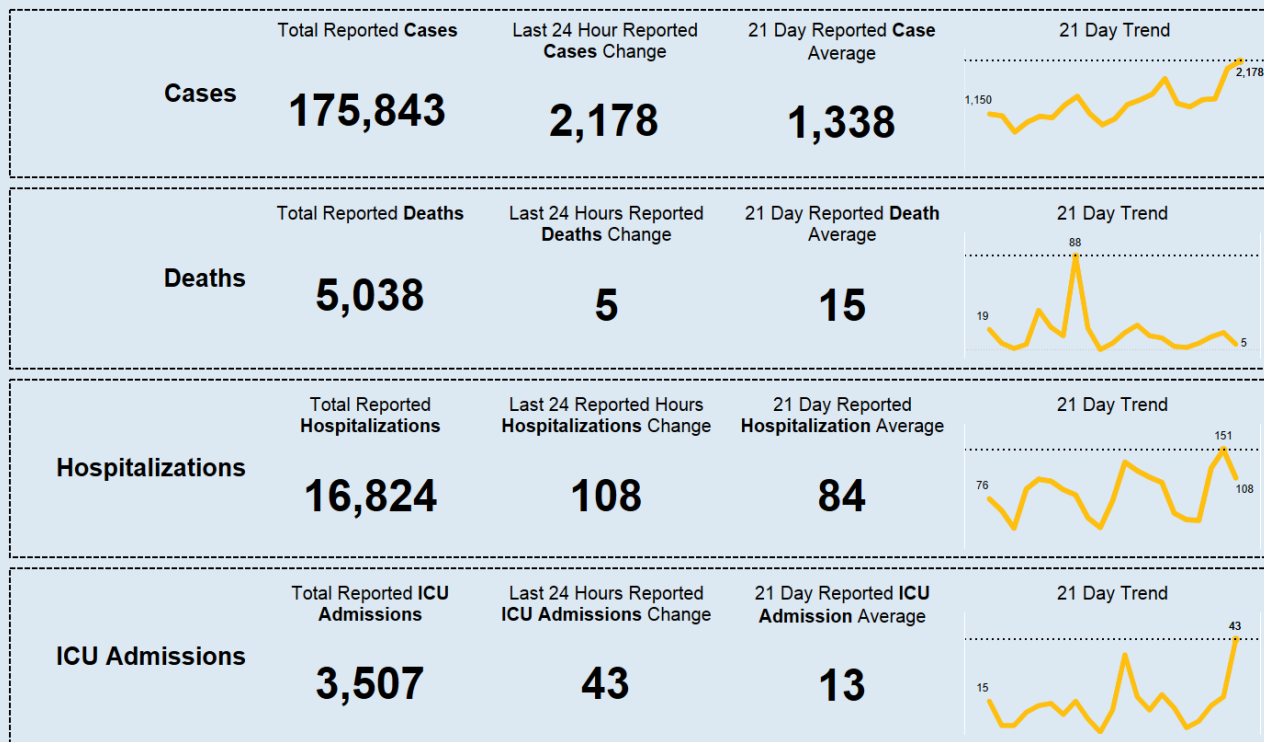 Cases
Total Reported Cases
175,843
Last 24 Hour Reported
Cases Change
2,178
21 Day Reported Case
Average
1,338
21 Day Trend
1,150
2,178
Deaths
Total Reported Deaths
5,038
Last 24 Hours Reported
Deaths Change
5
21 Day Reported Death
Average
15
21 Day Trend
88
19
5
Hospitalizations
Total Reported
Hospitalizations
16,824
Last 24 Reported Hours
Hospitalizations Change
108
21 Day Reported
Hospitalization Average
84
21 Day Trend
151
76
108
ICU Admissions
Total Reported ICU
Admissions
3,507
Last 24 Hours Reported
ICU Admissions Change
43
21 Day Reported ICU
Admission Average
13
21 Day Trend
43
15